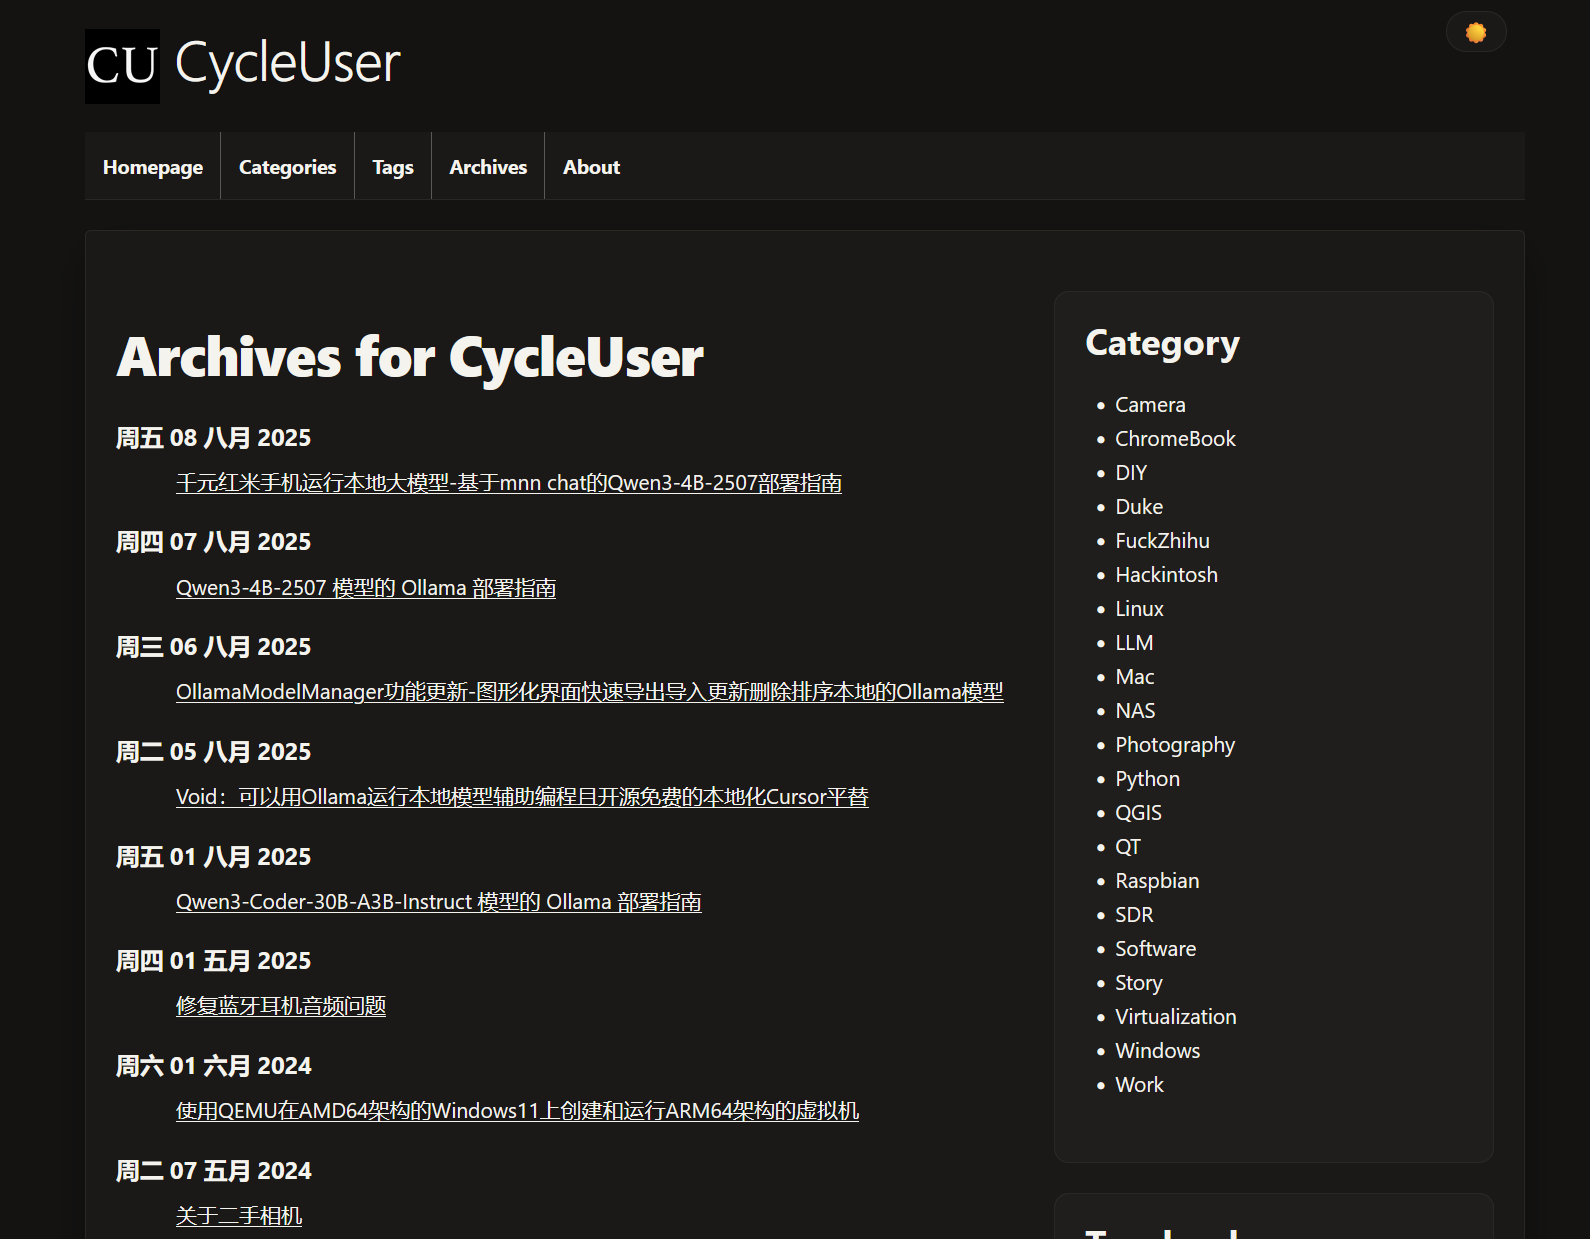 CU CycleUser
Homepage
Categories
Tags
Archives
About
Archives for CycleUser
周五 08 八月 2025
千元红米手机运行本地大模型-基于mnn chat的Qwen3-4B-2507部署指南
周四 07 八月 2025
Qwen3-4B-2507 模型的 Ollama 部署指南
周三 06 八月 2025
OllamaModelManager功能更新-图形化界面快速导出导入更新删除排序本地的Ollama模型
周二 05 八月 2025
Void：可以用Ollama运行本地模型辅助编程且开源免费的本地化Cursor平替
周五 01 八月 2025
Qwen3-Coder-30B-A3B-Instruct 模型的 Ollama 部署指南
周四 01 五月 2025
修复蓝牙耳机音频问题
周六 01 六月 2024
使用QEMU在AMD64架构的Windows11上创建和运行ARM64架构的虚拟机
周二 07 五月 2024
关于二手相机
Category
Camera
ChromeBook
DIY
Duke
FuckZhihu
Hackintosh
Linux
LLM
Mac
NAS
Photography
Python
QGIS
QT
Raspbian
SDR
Software
Story
Virtualization
Windows
Work